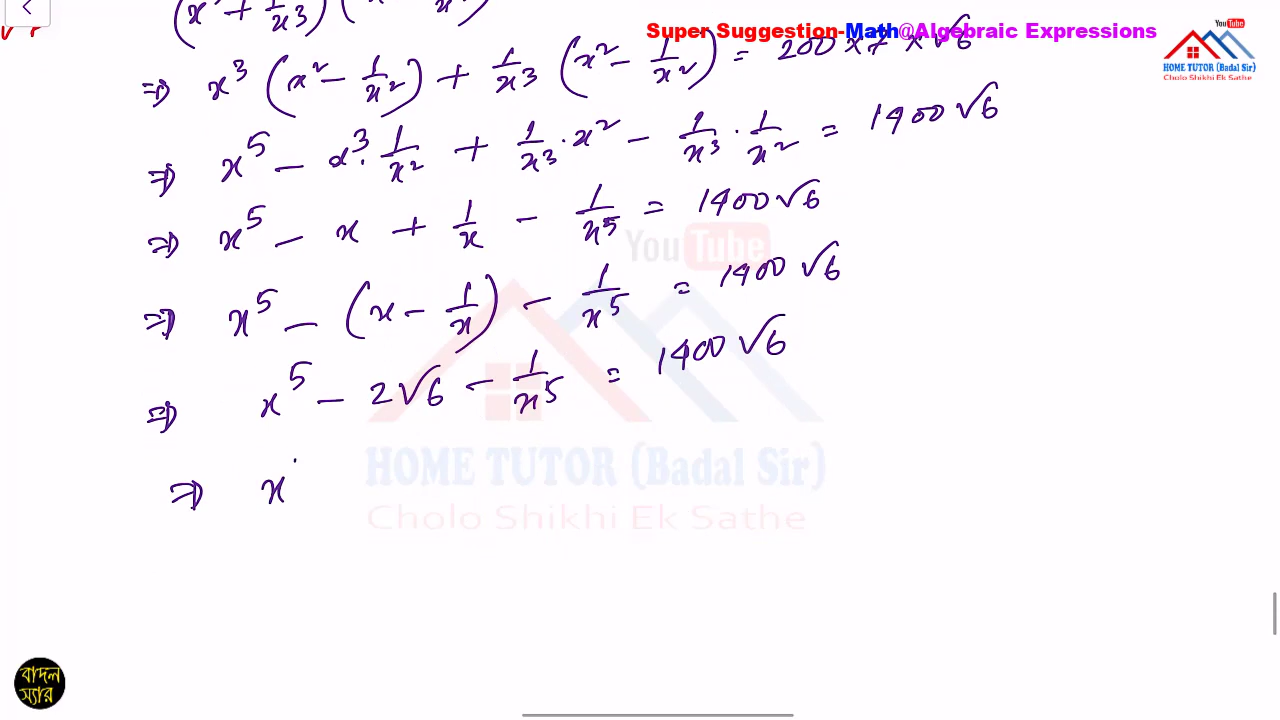 (x³ + 1/x³)
Super Suggestion-Math@Algebraic Expressions
YouTube
HOME TUTOR (Badal Sir)
Cholo Shikhi Ek Sathe
⇒ x³ (x² − 1/x²) + 1/x³ (x² − 1/x²) = 200 × 7 × √6
⇒ x⁵ − x³ · 1/x² + 1/x³ · x² − 1/x³ · 1/x² = 1400 √6
⇒ x⁵ − x + 1/x − 1/x⁵ = 1400 √6
YouTube
⇒ x⁵ − (x − 1/x) − 1/x⁵ = 1400 √6
⇒ x⁵ − 2√6 − 1/x⁵ = 1400 √6
HOME TUTOR (Badal Sir)
⇒ x
Cholo Shikhi Ek Sathe
বাদল
স্যার